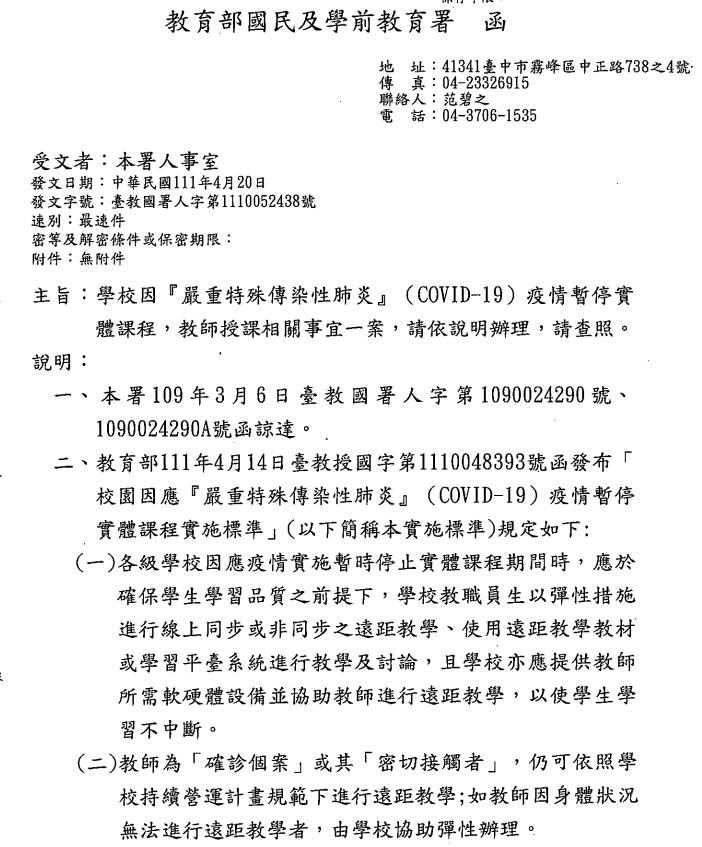 教育部國民及學前教育署　函
地　址：41341臺中市霧峰區中正路738之4號
傳　真：04-23326915
聯絡人：范碧之
電　話：04-3706-1535
受文者：本署人事室
發文日期：中華民國111年4月20日
發文字號：臺教國署人字第1110052438號
速別：最速件
密等及解密條件或保密期限：
附件：無附件
主旨：學校因『嚴重特殊傳染性肺炎』（COVID-19）疫情暫停實
體課程，教師授課相關事宜一案，請依說明辦理，請查照。
說明：
一、本署109年3月6日臺教國署人字第1090024290號、
1090024290A號函諒達。
二、教育部111年4月14日臺教授國字第1110048393號函發布「
校園因應『嚴重特殊傳染性肺炎』（COVID-19）疫情暫停
實體課程實施標準」(以下簡稱本實施標準)規定如下:
(一)各級學校因應疫情實施暫時停止實體課程期間時，應於
確保學生學習品質之前提下，學校教職員生以彈性措施
進行線上同步或非同步之遠距教學、使用遠距教學教材
或學習平臺系統進行教學及討論，且學校亦應提供教師
所需軟硬體設備並協助教師進行遠距教學，以使學生學
習不中斷。
(二)教師為「確診個案」或其「密切接觸者」，仍可依照學
校持續營運計畫規範下進行遠距教學;如教師因身體狀況
無法進行遠距教學者，由學校協助彈性辦理。